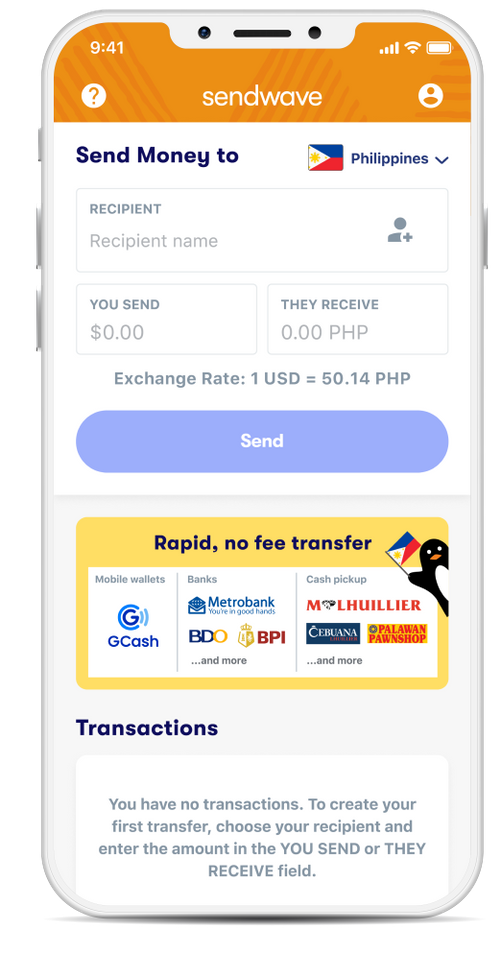 9:41
?
sendwave
Send Money to
Philippines
RECIPIENT
Recipient name
YOU SEND
$0.00
THEY RECEIVE
0.00 PHP
Exchange Rate: 1 USD = 50.14 PHP
Send
Rapid, no fee transfer
Mobile wallets
GCash
Banks
Metrobank
You're in good hands
BDO
BPI
...and more
Cash pickup
M LHUILLIER
ČEBUANA
LHUILLIER
PALAWAN
PAWNSHOP
...and more
Transactions
You have no transactions. To create your
first transfer, choose your recipient and
enter the amount in the YOU SEND or THEY
RECEIVE field.